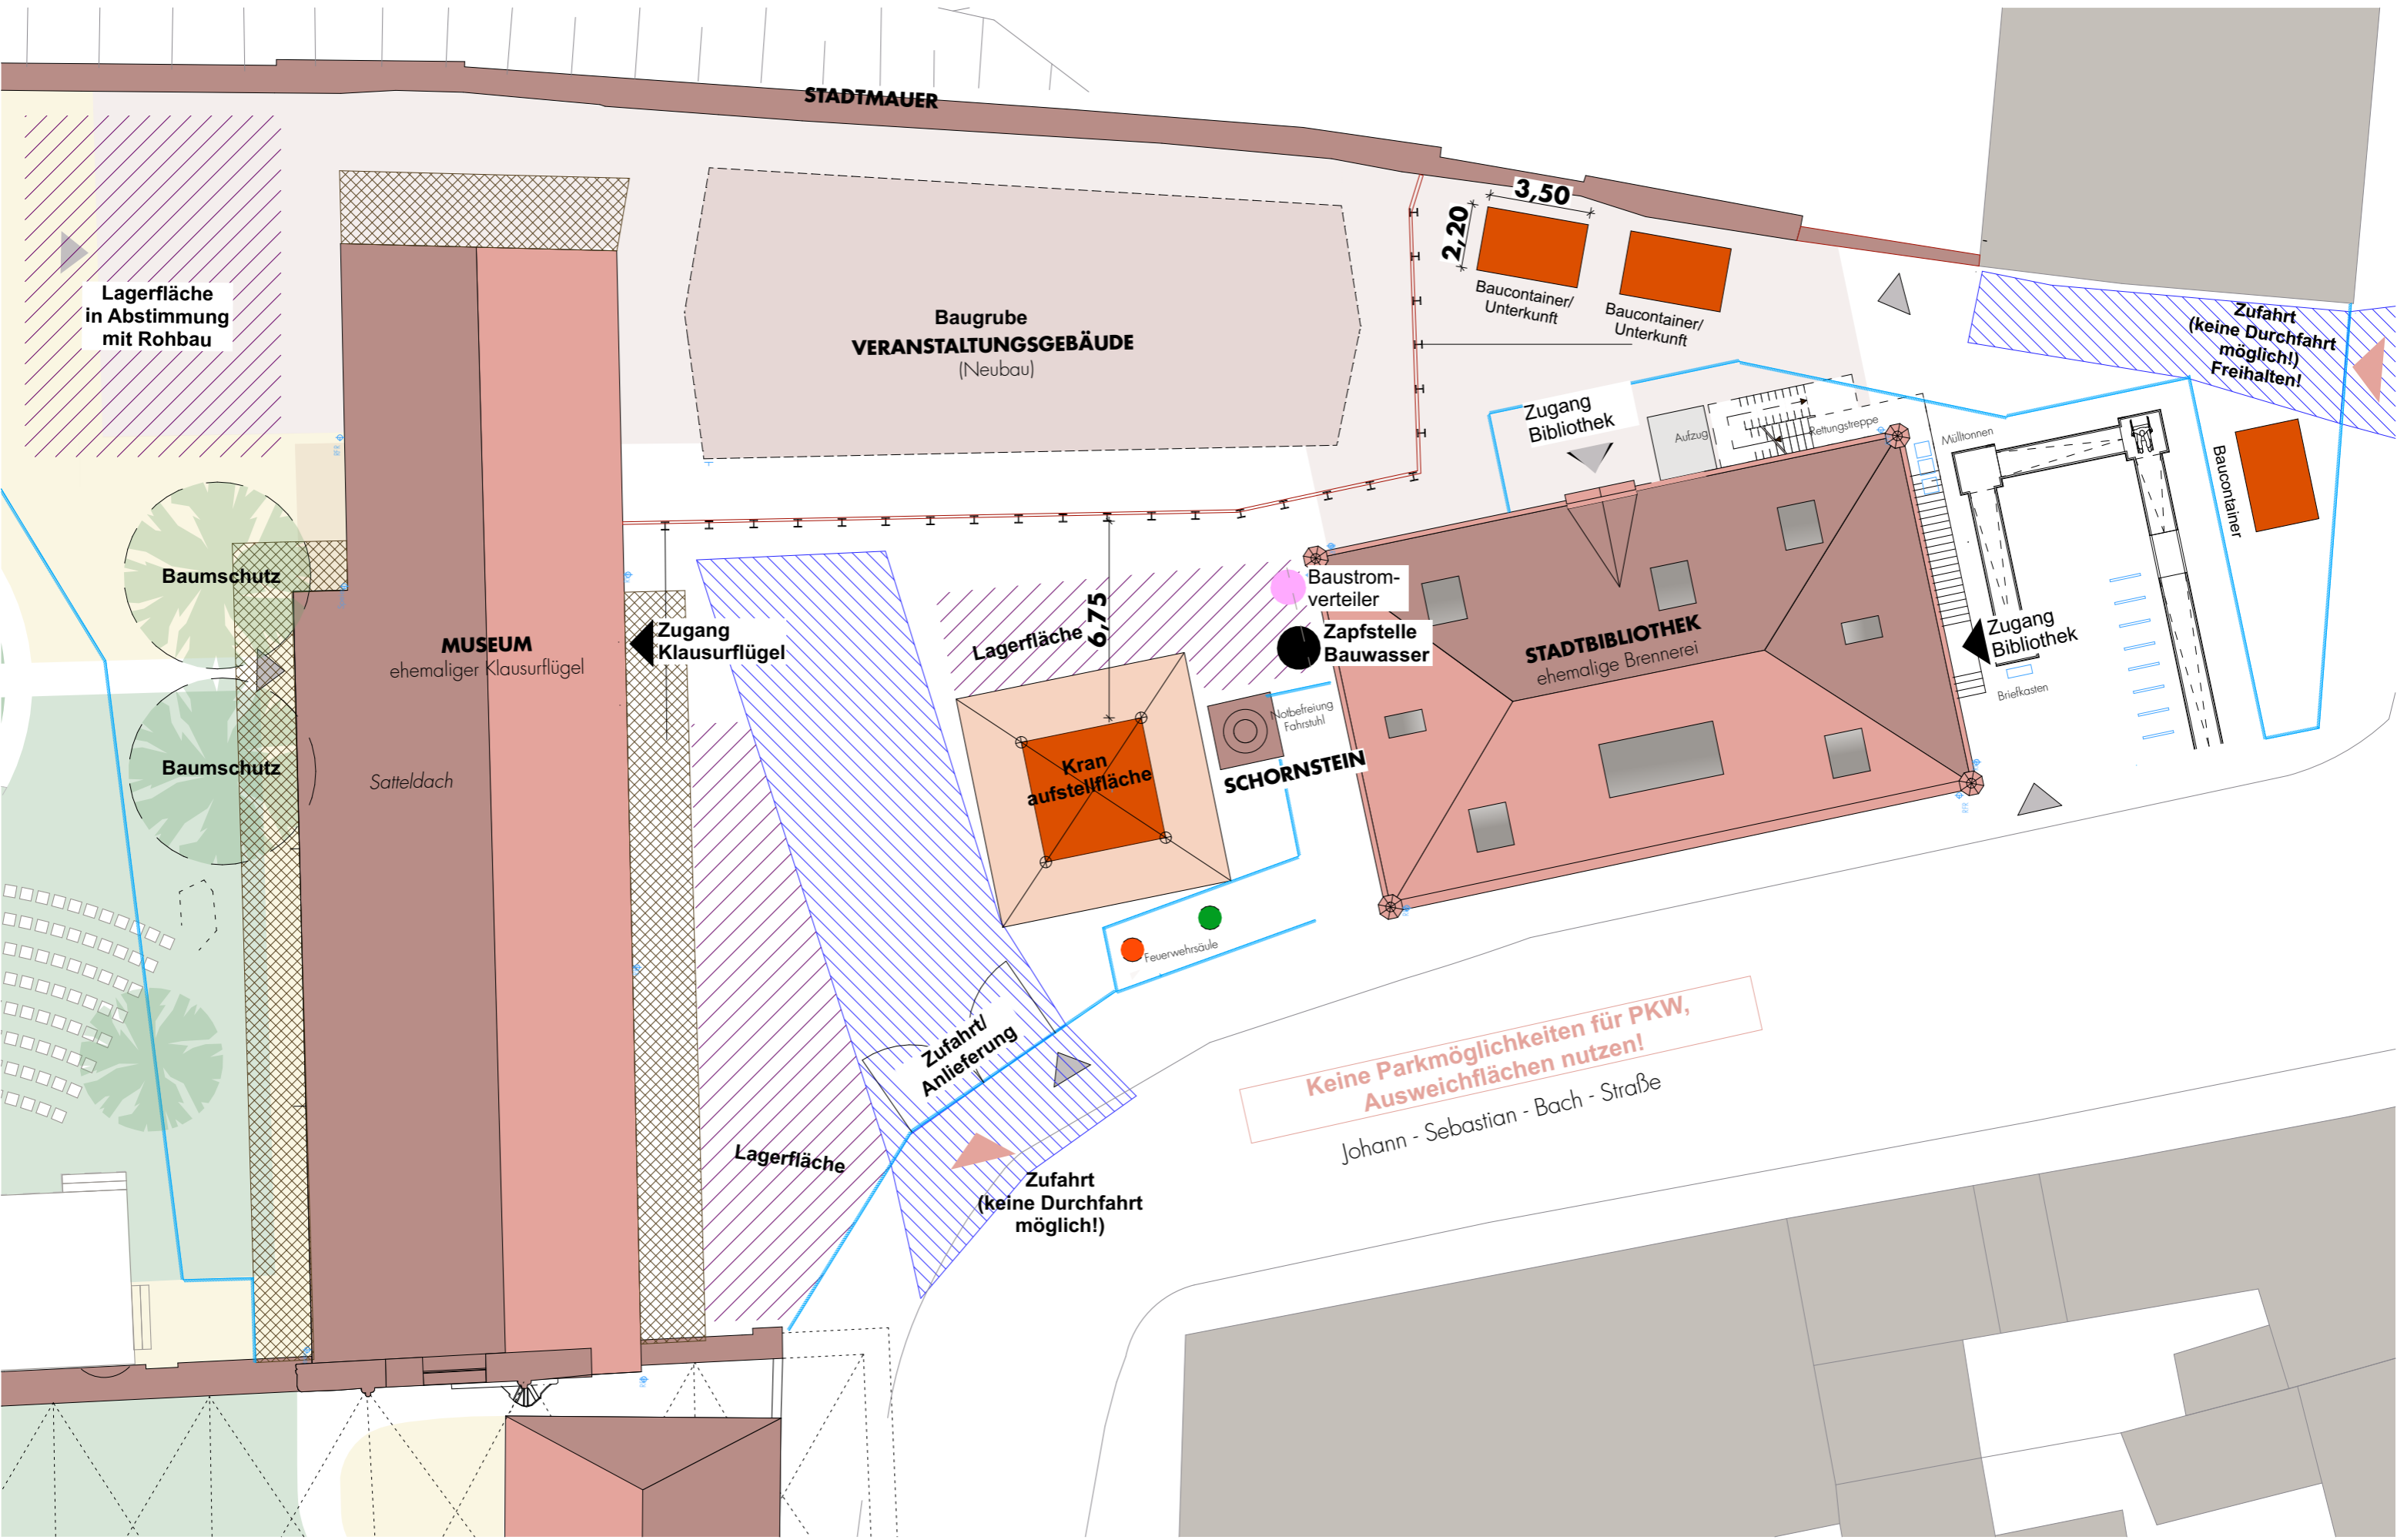 STADTMAUER
3,50
2,20
Baucontainer/
Unterkunft
Baucontainer/
Unterkunft
Lagerfläche
in Abstimmung
mit Rohbau
Baugrube
VERANSTALTUNGSGEBÄUDE
(Neubau)
Zufahrt
(keine Durchfahrt
möglich!)
Freihalten!
Zugang
Bibliothek
Aufzug
Rettungstreppe
Mülltonnen
Baucontainer
Baumschutz
MUSEUM
ehemaliger Klausurflügel
Zugang
Klausurflügel
Lagerfläche
6,75
Baustrom-
verteiler
Zapfstelle
Bauwasser
STADTBIBLIOTHEK
ehemalige Brennerei
Zugang
Bibliothek
Briefkasten
Notbefreiung
Fahrstuhl
SCHORNSTEIN
Kran
aufstellfläche
Baumschutz
Satteldach
Feuerwehrsäule
Zufahrt/
Anlieferung
Lagerfläche
Zufahrt
(keine Durchfahrt
möglich!)
Keine Parkmöglichkeiten für PKW,
Ausweichflächen nutzen!
Johann - Sebastian - Bach - Straße